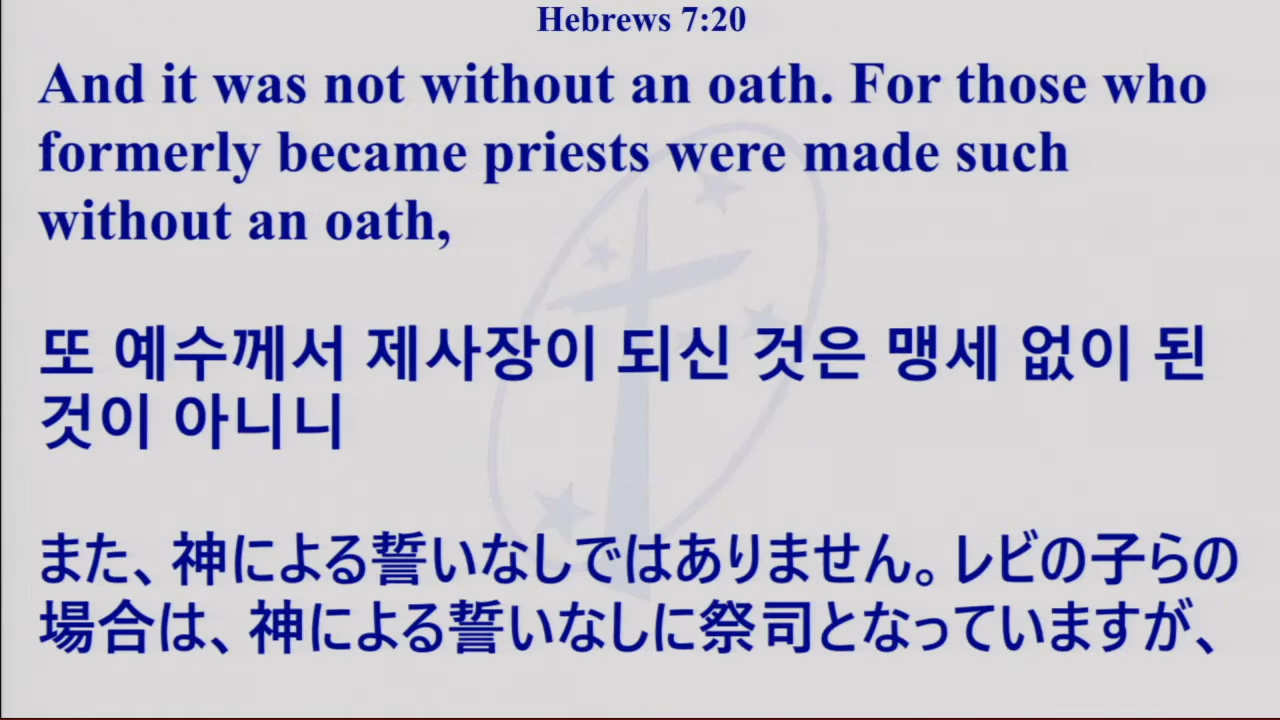 Hebrews 7:20
And it was not without an oath. For those who
formerly became priests were made such
without an oath,
또 예수께서 제사장이 되신 것은 맹세 없이 된
것이 아니니
また、神による誓いなしではありません。レビの子らの
場合は、神による誓いなしに祭司となっていますが、